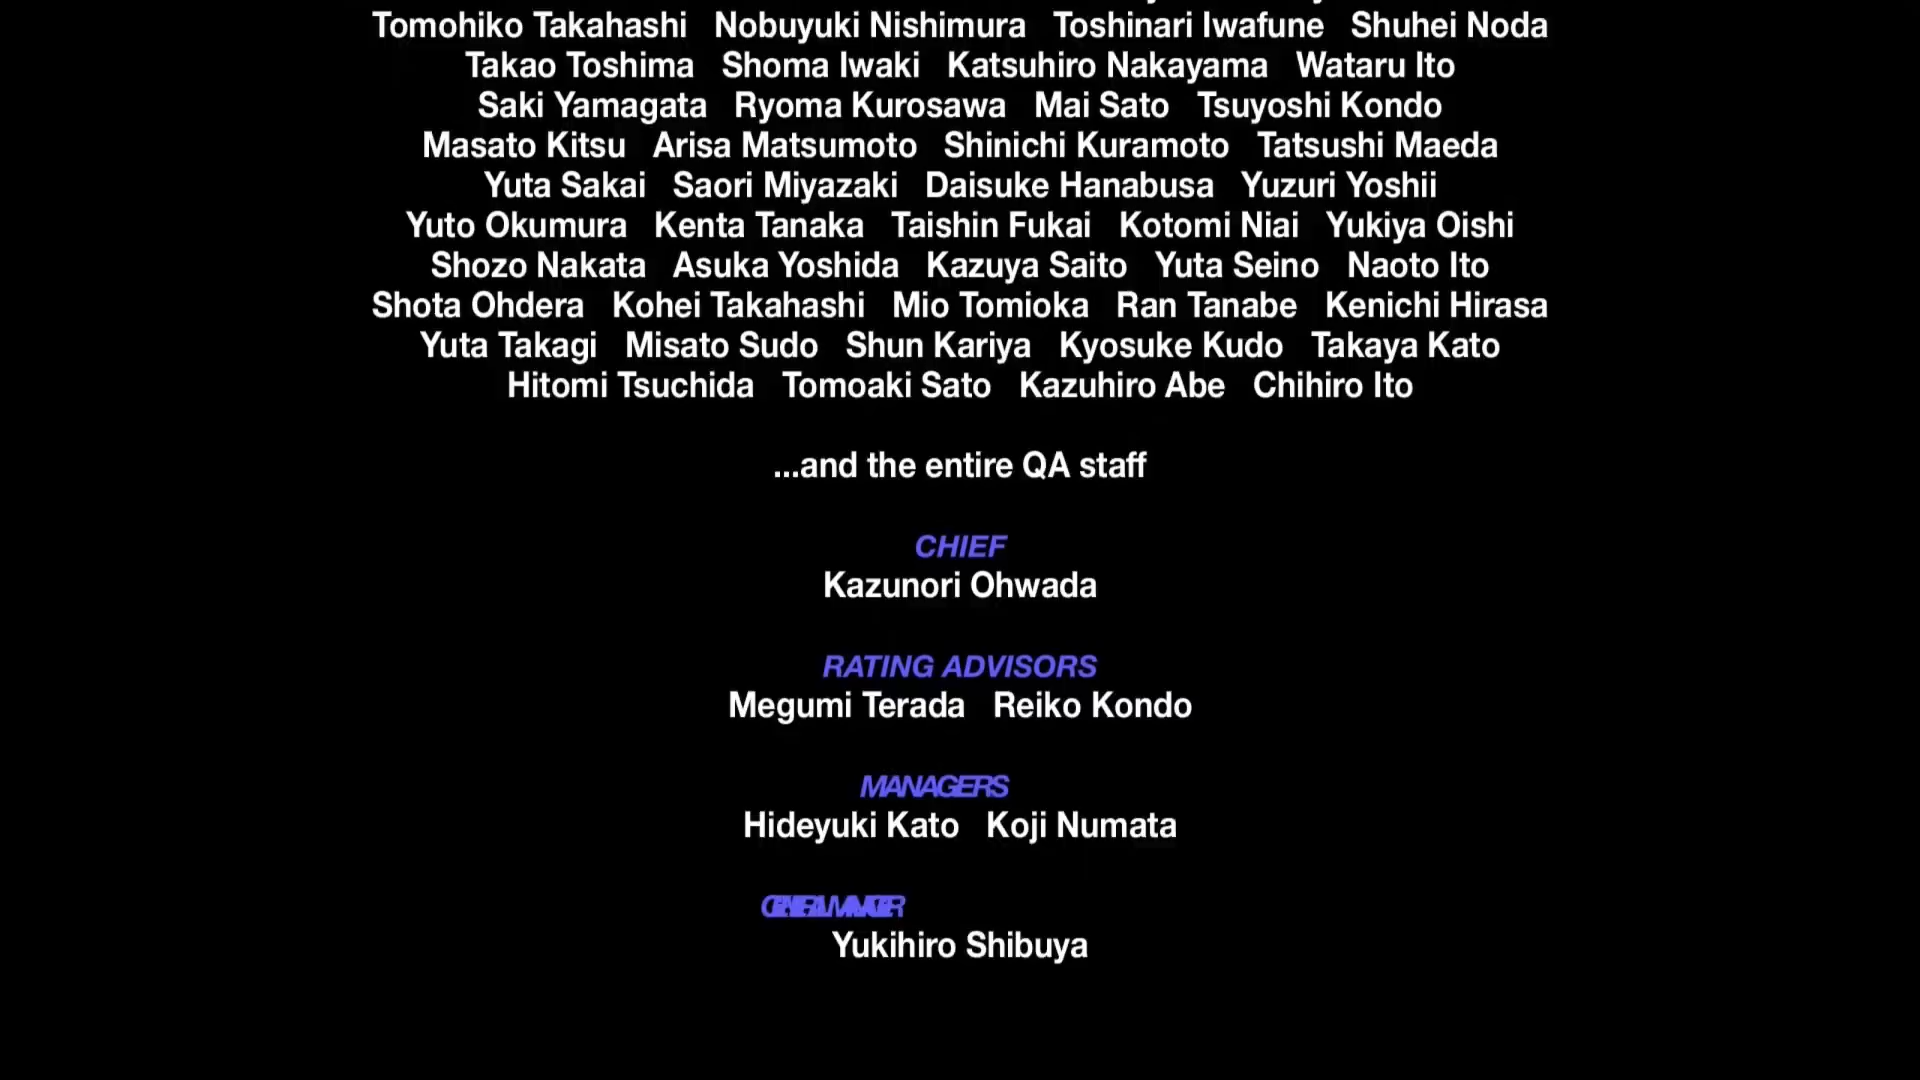 Tomohiko Takahashi Nobuyuki Nishimura Toshinari Iwafune Shuhei Noda
Takao Toshima Shoma Iwaki Katsuhiro Nakayama Wataru Ito
Saki Yamagata Ryoma Kurosawa Mai Sato Tsuyoshi Kondo
Masato Kitsu Arisa Matsumoto Shinichi Kuramoto Tatsushi Maeda
Yuta Sakai Saori Miyazaki Daisuke Hanabusa Yuzuri Yoshii
Yuto Okumura Kenta Tanaka Taishin Fukai Kotomi Niai Yukiya Oishi
Shozo Nakata Asuka Yoshida Kazuya Saito Yuta Seino Naoto Ito
Shota Ohdera Kohei Takahashi Mio Tomioka Ran Tanabe Kenichi Hirasa
Yuta Takagi Misato Sudo Shun Kariya Kyosuke Kudo Takaya Kato
Hitomi Tsuchida Tomoaki Sato Kazuhiro Abe Chihiro Ito
...and the entire QA staff
CHIEF
Kazunori Ohwada
RATING ADVISORS
Megumi Terada Reiko Kondo
MANAGERS
Hideyuki Kato Koji Numata
GENERAL MANAGER
Yukihiro Shibuya